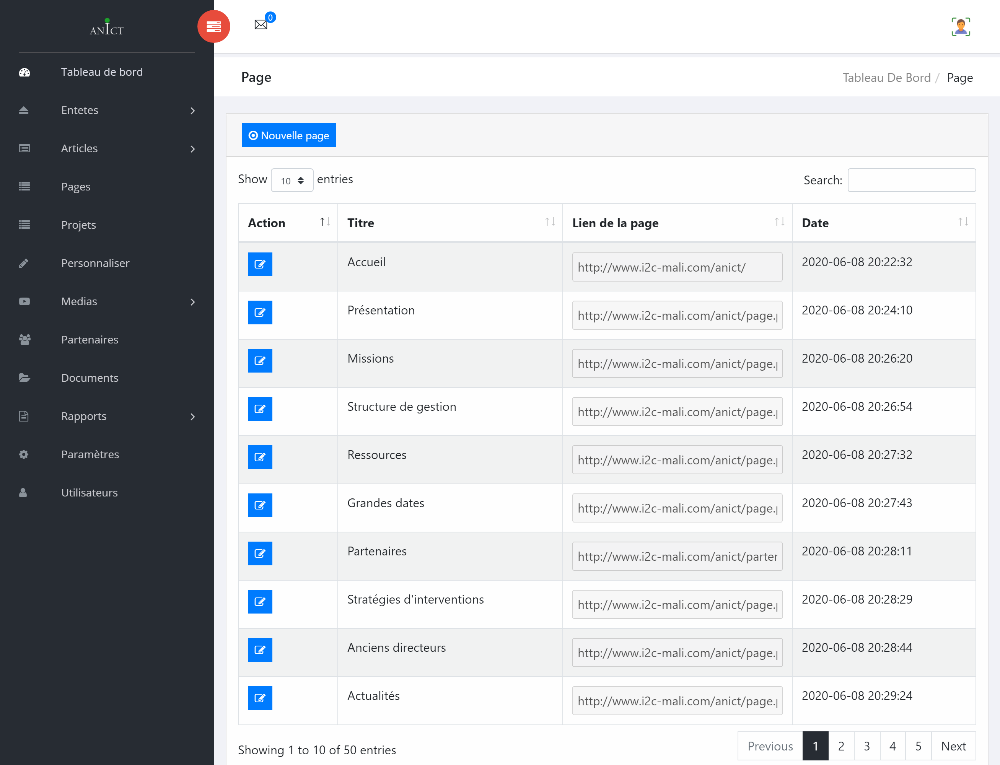 ANICT
0
Tableau de bord
Entetes
Articles
Pages
Projets
Personnaliser
Medias
Partenaires
Documents
Rapports
Paramètres
Utilisateurs
Page
Tableau De Bord / Page
Nouvelle page
Show 10 entries
Search:
Action Titre Lien de la page Date
Accueil http://www.i2c-mali.com/anict/ 2020-06-08 20:22:32
Présentation http://www.i2c-mali.com/anict/page.p 2020-06-08 20:24:10
Missions http://www.i2c-mali.com/anict/page.p 2020-06-08 20:26:20
Structure de gestion http://www.i2c-mali.com/anict/page.p 2020-06-08 20:26:54
Ressources http://www.i2c-mali.com/anict/page.p 2020-06-08 20:27:32
Grandes dates http://www.i2c-mali.com/anict/page.p 2020-06-08 20:27:43
Partenaires http://www.i2c-mali.com/anict/parter 2020-06-08 20:28:11
Stratégies d'interventions http://www.i2c-mali.com/anict/page.p 2020-06-08 20:28:29
Anciens directeurs http://www.i2c-mali.com/anict/page.p 2020-06-08 20:28:44
Actualités http://www.i2c-mali.com/anict/page.p 2020-06-08 20:29:24
Showing 1 to 10 of 50 entries
Previous 1 2 3 4 5 Next